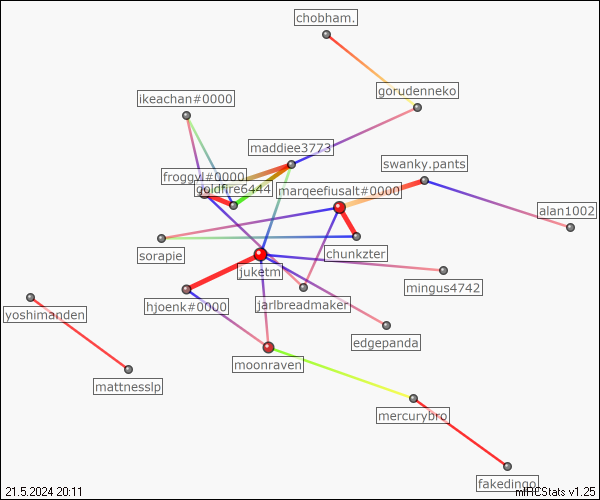 chobham.
gorudenneko
ikeachan#0000
maddiee3773
swanky.pants
froggyl#0000
goldfire6444
marqeefiusalt#0000
alan1002
sorapie
chunkzter
juketm
mingus4742
jarlbreadmaker
hjoenk#0000
yoshimanden
edgepanda
moonraven
mattnesslp
mercurybro
fakedingo
21.5.2024 20:11
mIRCStats v1.25